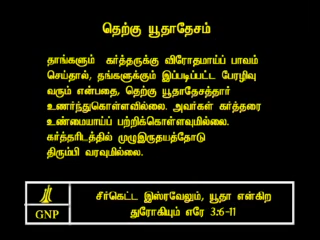 தெற்கு யூதாதேசம்
தாங்களும் கர்த்தருக்கு விரோதமாய்ப் பாவம்
செய்தால், தங்களுக்கும் இப்படிப்பட்ட பேரழிவு
வரும் என்பதை, தெற்கு யூதாதேசத்தார்
உணர்ந்துகொள்ளவில்லை. அவர்கள் கர்த்தரை
உண்மையாய்ப் பற்றிக்கொள்ளவுமில்லை.
கர்த்தரிடத்தில் முழுஇருதயத்தோடு
திரும்பி வரவுமில்லை.
சீர்கெட்ட இஸ்ரவேலும், யூதா என்கிற
துரோகியும் எரே 3:6-11
GNP